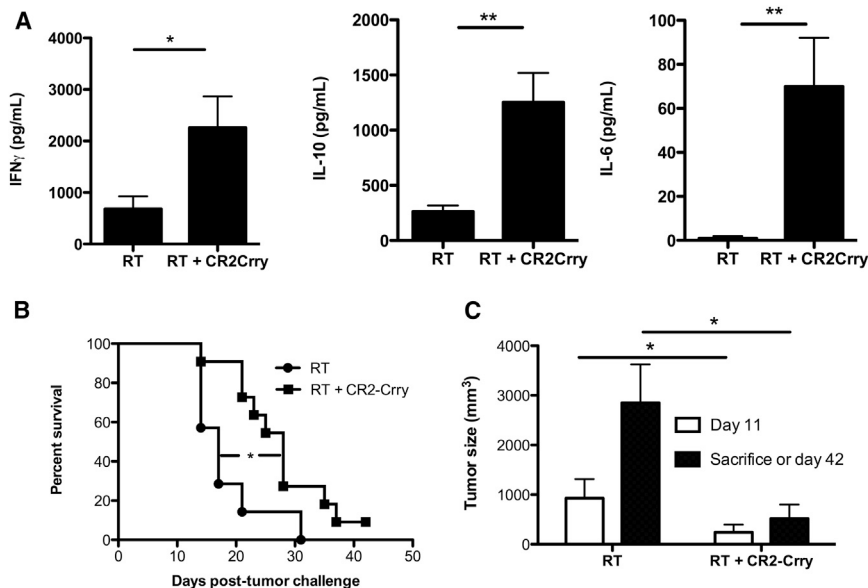 A
IFNγ (pg/mL)
4000
3000
2000
1000
0
*
RT
RT + CR2Crry
IL-10 (pg/mL)
2000
1500
1000
500
0
**
RT
RT + CR2Crry
IL-6 (pg/mL)
100
80
60
40
20
0
**
RT
RT + CR2Crry
B
Percent survival
100
80
60
40
20
0
RT
RT + CR2-Crry
*
0
10
20
30
40
50
Days post-tumor challenge
C
Tumor size (mm³)
4000
3000
2000
1000
0
*
*
Day 11
Sacrifice or day 42
RT
RT + CR2-Crry